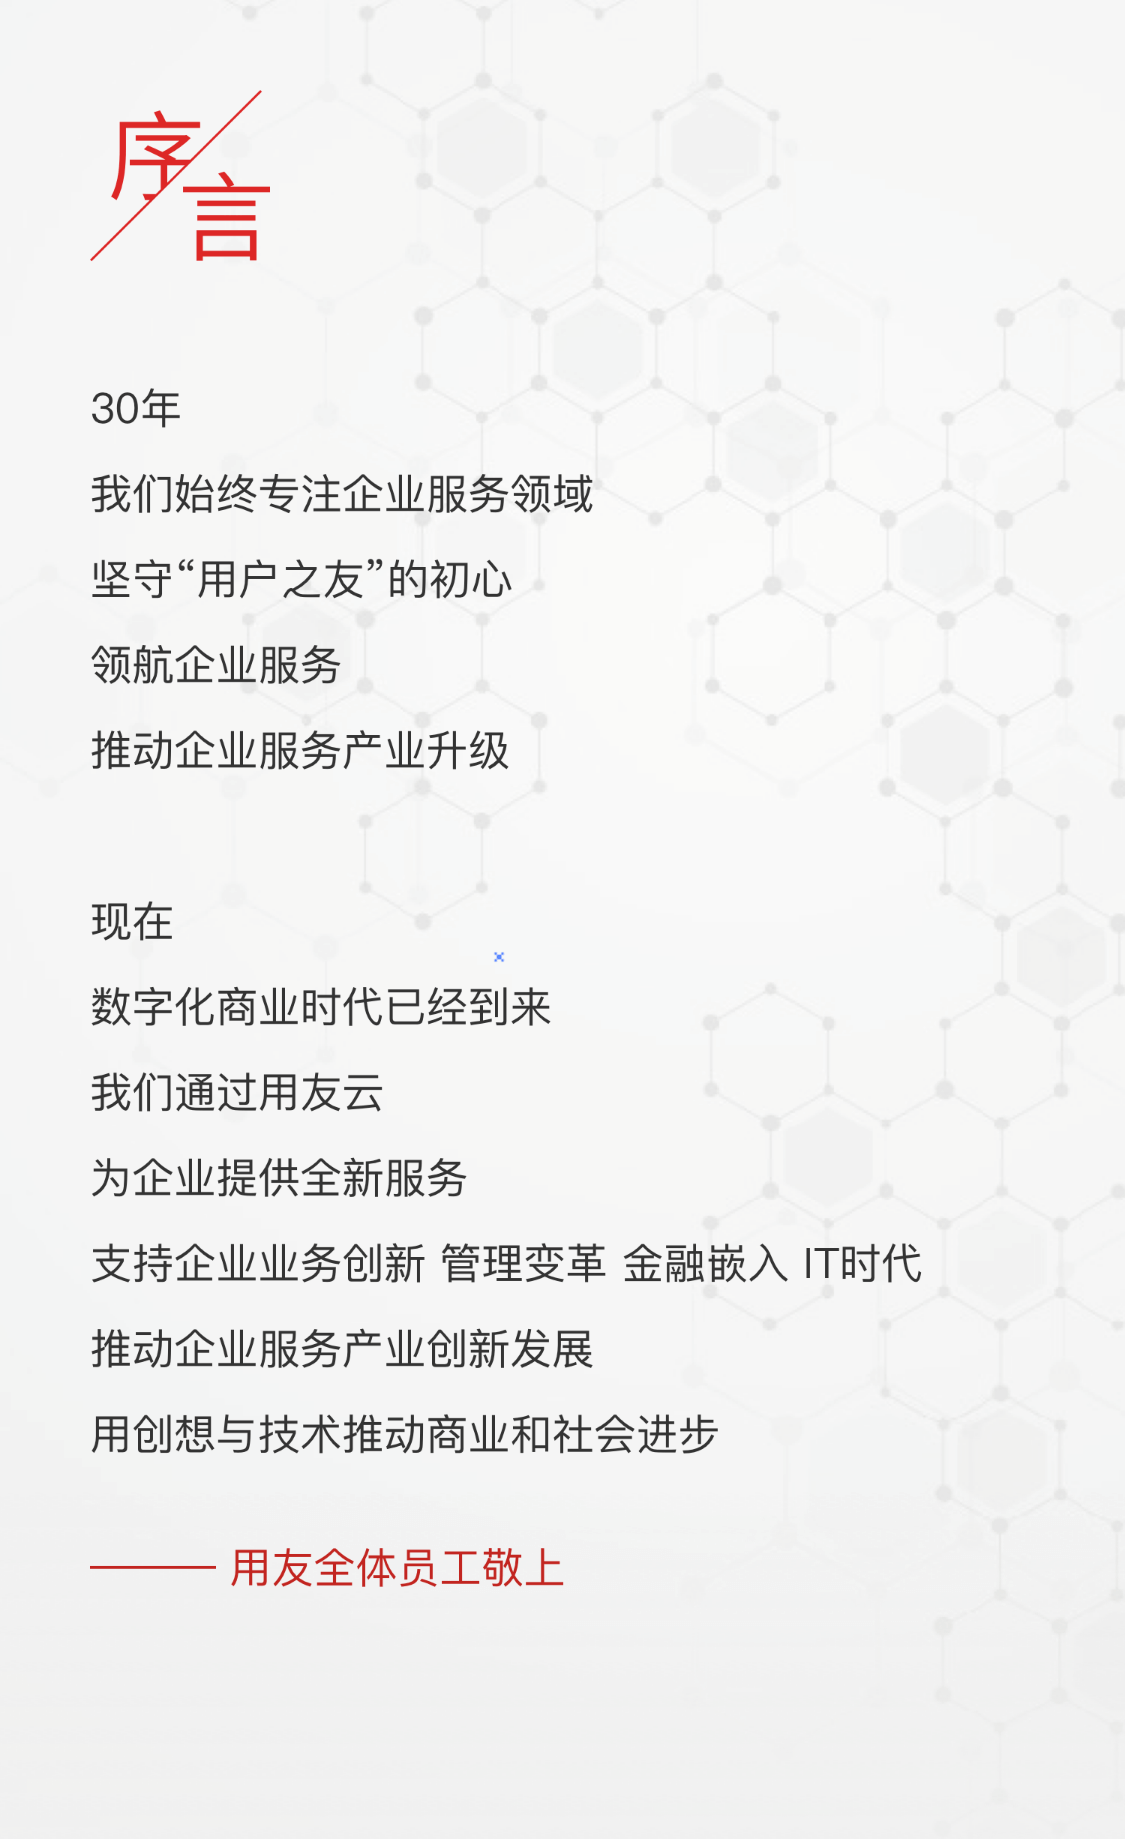 序言
30年
我们始终专注企业服务领域
坚守“用户之友”的初心
领航企业服务
推动企业服务产业升级
现在
数字化商业时代已经到来
我们通过用友云
为企业提供全新服务
支持企业业务创新 管理变革 金融嵌入 IT时代
推动企业服务产业创新发展
用创想与技术推动商业和社会进步
—— 用友全体员工敬上